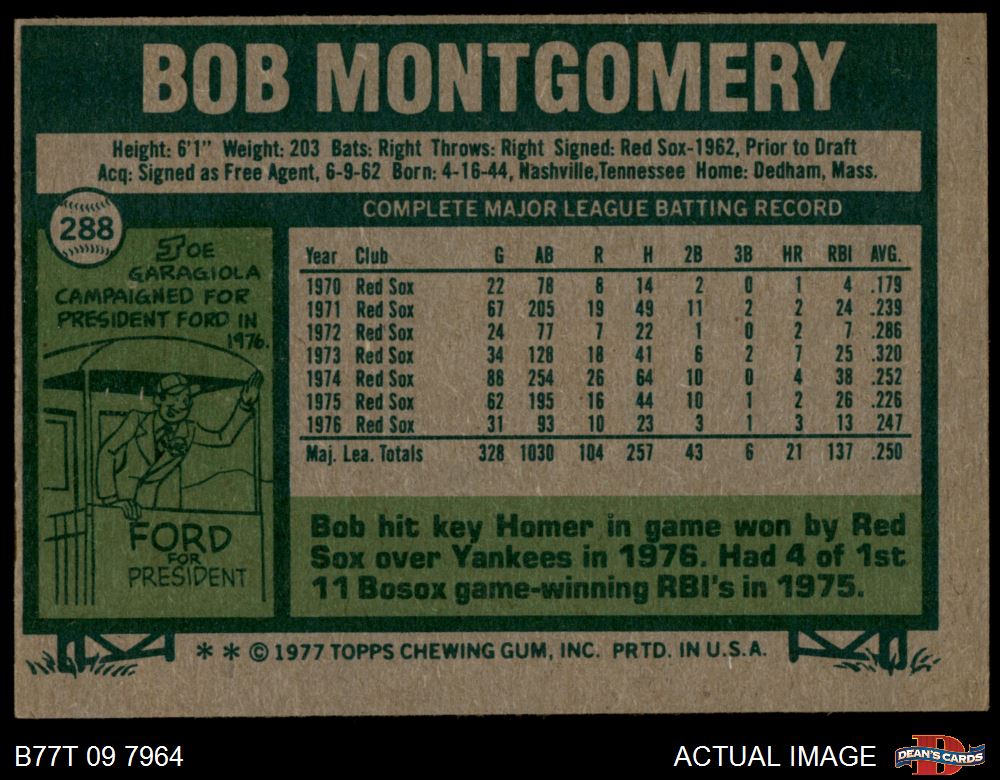 BOB MONTGOMERY
Height: 6'1" Weight: 203 Bats: Right Throws: Right Signed: Red Sox-1962, Prior to Draft
Acq: Signed as Free Agent, 6-9-62 Born: 4-16-44, Nashville,Tennessee Home: Dedham, Mass.
288
JOE
GARAGIOLA
CAMPAIGNED FOR
PRESIDENT FORD IN
1976.
FORD
FOR
PRESIDENT
COMPLETE MAJOR LEAGUE BATTING RECORD
Year Club G AB R H 2B 3B HR RBI AVG.
1970 Red Sox 22 78 8 14 2 0 1 4 .179
1971 Red Sox 67 205 19 49 11 2 2 24 .239
1972 Red Sox 24 77 7 22 1 0 2 7 .286
1973 Red Sox 34 128 18 41 6 2 7 25 .320
1974 Red Sox 88 254 26 64 10 0 4 38 .252
1975 Red Sox 62 195 16 44 10 1 2 26 .226
1976 Red Sox 31 93 10 23 3 1 3 13 .247
Maj. Lea. Totals 328 1030 104 257 43 6 21 137 .250
Bob hit key Homer in game won by Red
Sox over Yankees in 1976. Had 4 of 1st
11 Bosox game-winning RBI's in 1975.
* * © 1977 TOPPS CHEWING GUM, INC. PRTD. IN U.S.A.
B77T 09 7964
ACTUAL IMAGE
DEAN'S CARDS